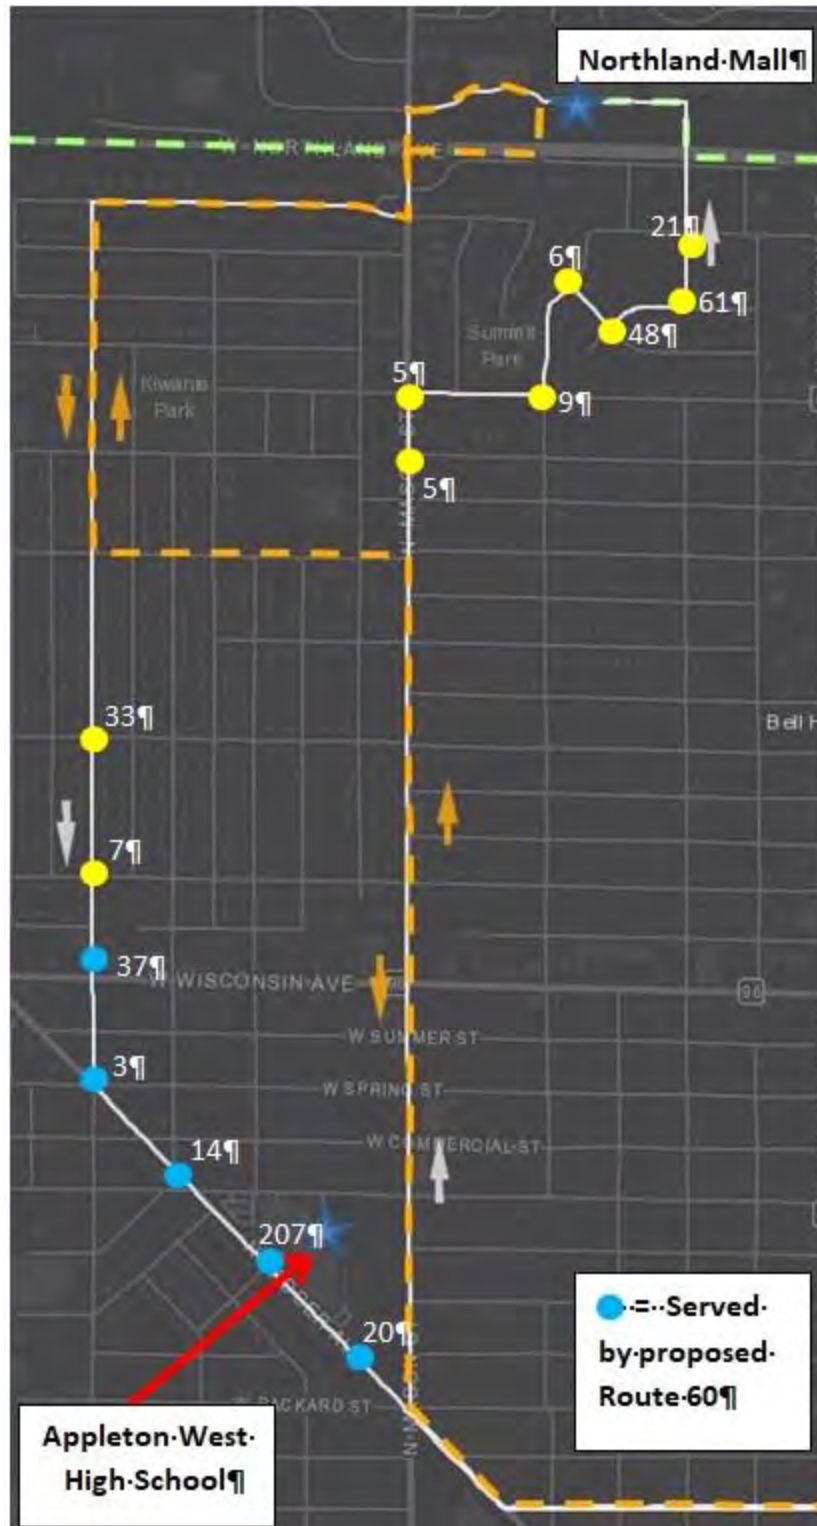 Northland·Mall¶
W NORTHLAND AVE
21¶
6¶
61¶
Summit
Park
48¶
Kiwanis
Park
5¶
9¶
5¶
33¶
Bell H
7¶
37¶
W WISCONSIN AVE
96
W SUMMER ST
3¶
W SPRING ST
W COMMERCIAL ST
14¶
207¶
20¶
W PACKARD ST
·=··Served·
by·proposed·
Route·60¶
Appleton·West·
High·School¶